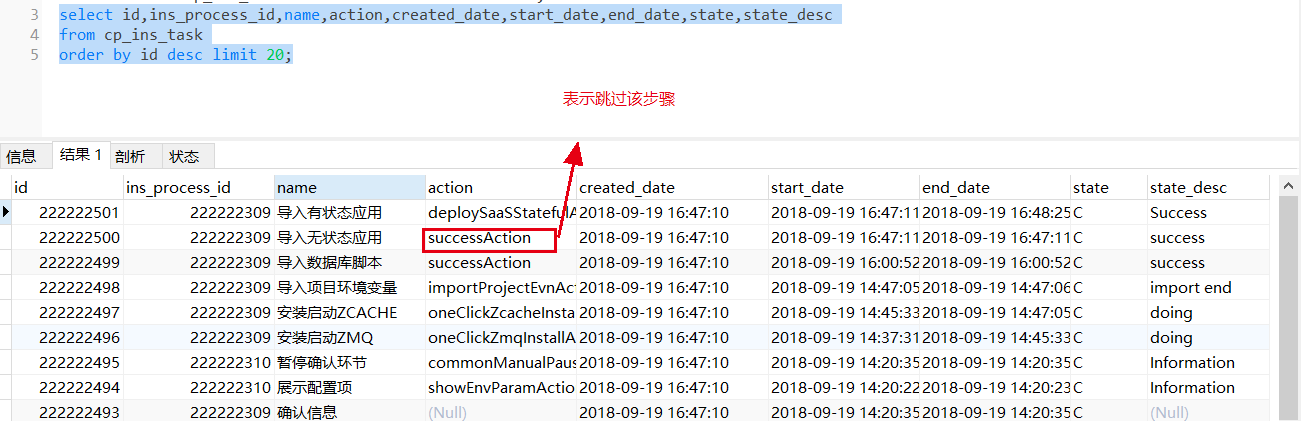 3 select id,ins_process_id,name,action,created_date,start_date,end_date,state,state_desc
4 from cp_ins_task
5 order by id desc limit 20;
表示跳过该步骤
信息 结果 1 剖析 状态
id ins_process_id name action created_date start_date end_date state state_desc
222222501 222222309 导入有状态应用 deploySaaSStatefulA 2018-09-19 16:47:10 2018-09-19 16:47:11 2018-09-19 16:48:25 C Success
222222500 222222309 导入无状态应用 successAction 2018-09-19 16:47:10 2018-09-19 16:47:11 2018-09-19 16:47:11 C success
222222499 222222309 导入数据库脚本 successAction 2018-09-19 16:47:10 2018-09-19 16:00:52 2018-09-19 16:00:52 C success
222222498 222222309 导入项目环境变量 importProjectEvnAct 2018-09-19 16:47:10 2018-09-19 14:47:05 2018-09-19 14:47:06 C import end
222222497 222222309 安装启动ZCACHE oneClickZcacheInsta 2018-09-19 16:47:10 2018-09-19 14:45:33 2018-09-19 14:47:05 C doing
222222496 222222309 安装启动ZMQ oneClickZmqInstallA 2018-09-19 16:47:10 2018-09-19 14:37:31 2018-09-19 14:45:33 C doing
222222495 222222310 暂停确认环节 commonManualPaus 2018-09-19 16:47:10 2018-09-19 14:20:35 2018-09-19 14:20:35 C Information
222222494 222222310 展示配置项 showEnvParamActio 2018-09-19 16:47:10 2018-09-19 14:20:22 2018-09-19 14:20:23 C Information
222222493 222222309 确认信息 (Null) 2018-09-19 16:47:10 2018-09-19 14:20:35 2018-09-19 14:20:35 C (Null)